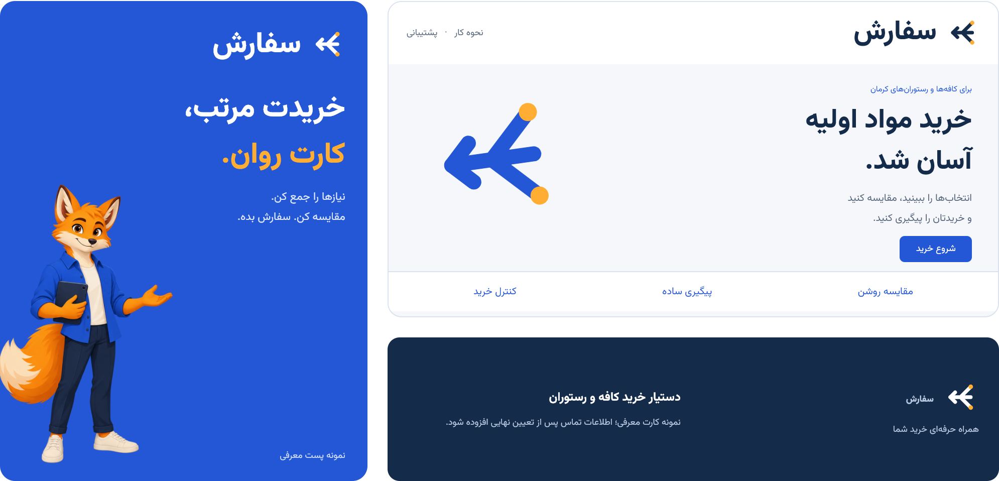 سفارش
خریدت مرتب،
کارت روان.
نیازها را جمع کن.
مقایسه کن. سفارش بده.
نمونه پست معرفی
سفارش
نحوه کار · پشتیبانی
برای کافه‌ها و رستوران‌های کرمان
خرید مواد اولیه
آسان شد.
انتخاب‌ها را ببینید، مقایسه کنید
و خریدتان را پیگیری کنید.
شروع خرید
مقایسه روشن
پیگیری ساده
کنترل خرید
سفارش
همراه حرفه‌ای خرید شما
دستیار خرید کافه و رستوران
نمونه کارت معرفی؛ اطلاعات تماس پس از تعیین نهایی افزوده شود.